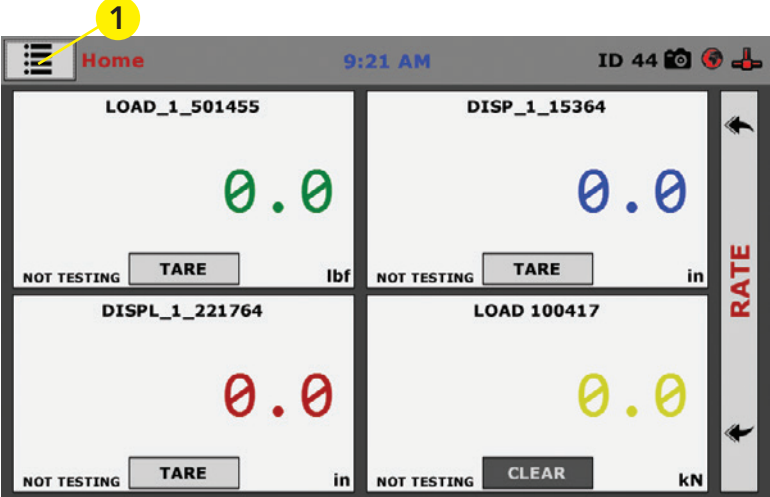 1
Home 9:21 AM ID 44
LOAD_1_501455
0.0
NOT TESTING TARE lbf
DISP_1_15364
0.0
NOT TESTING TARE in
DISPL_1_221764
0.0
NOT TESTING TARE in
LOAD 100417
0.0
NOT TESTING CLEAR kN
RATE